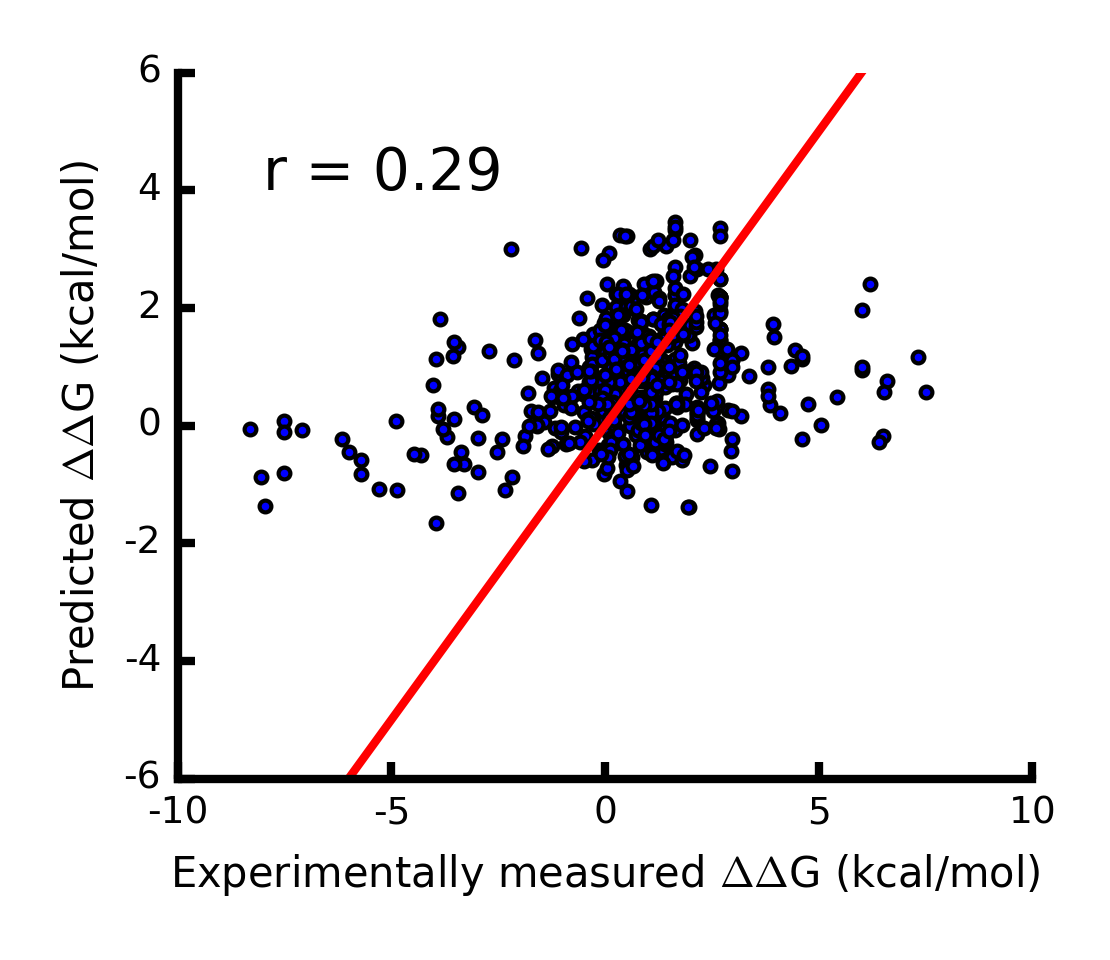 6
r = 0.29
4
2
0
-2
-4
-6
Predicted ΔΔG (kcal/mol)
-10 -5 0 5 10
Experimentally measured ΔΔG (kcal/mol)